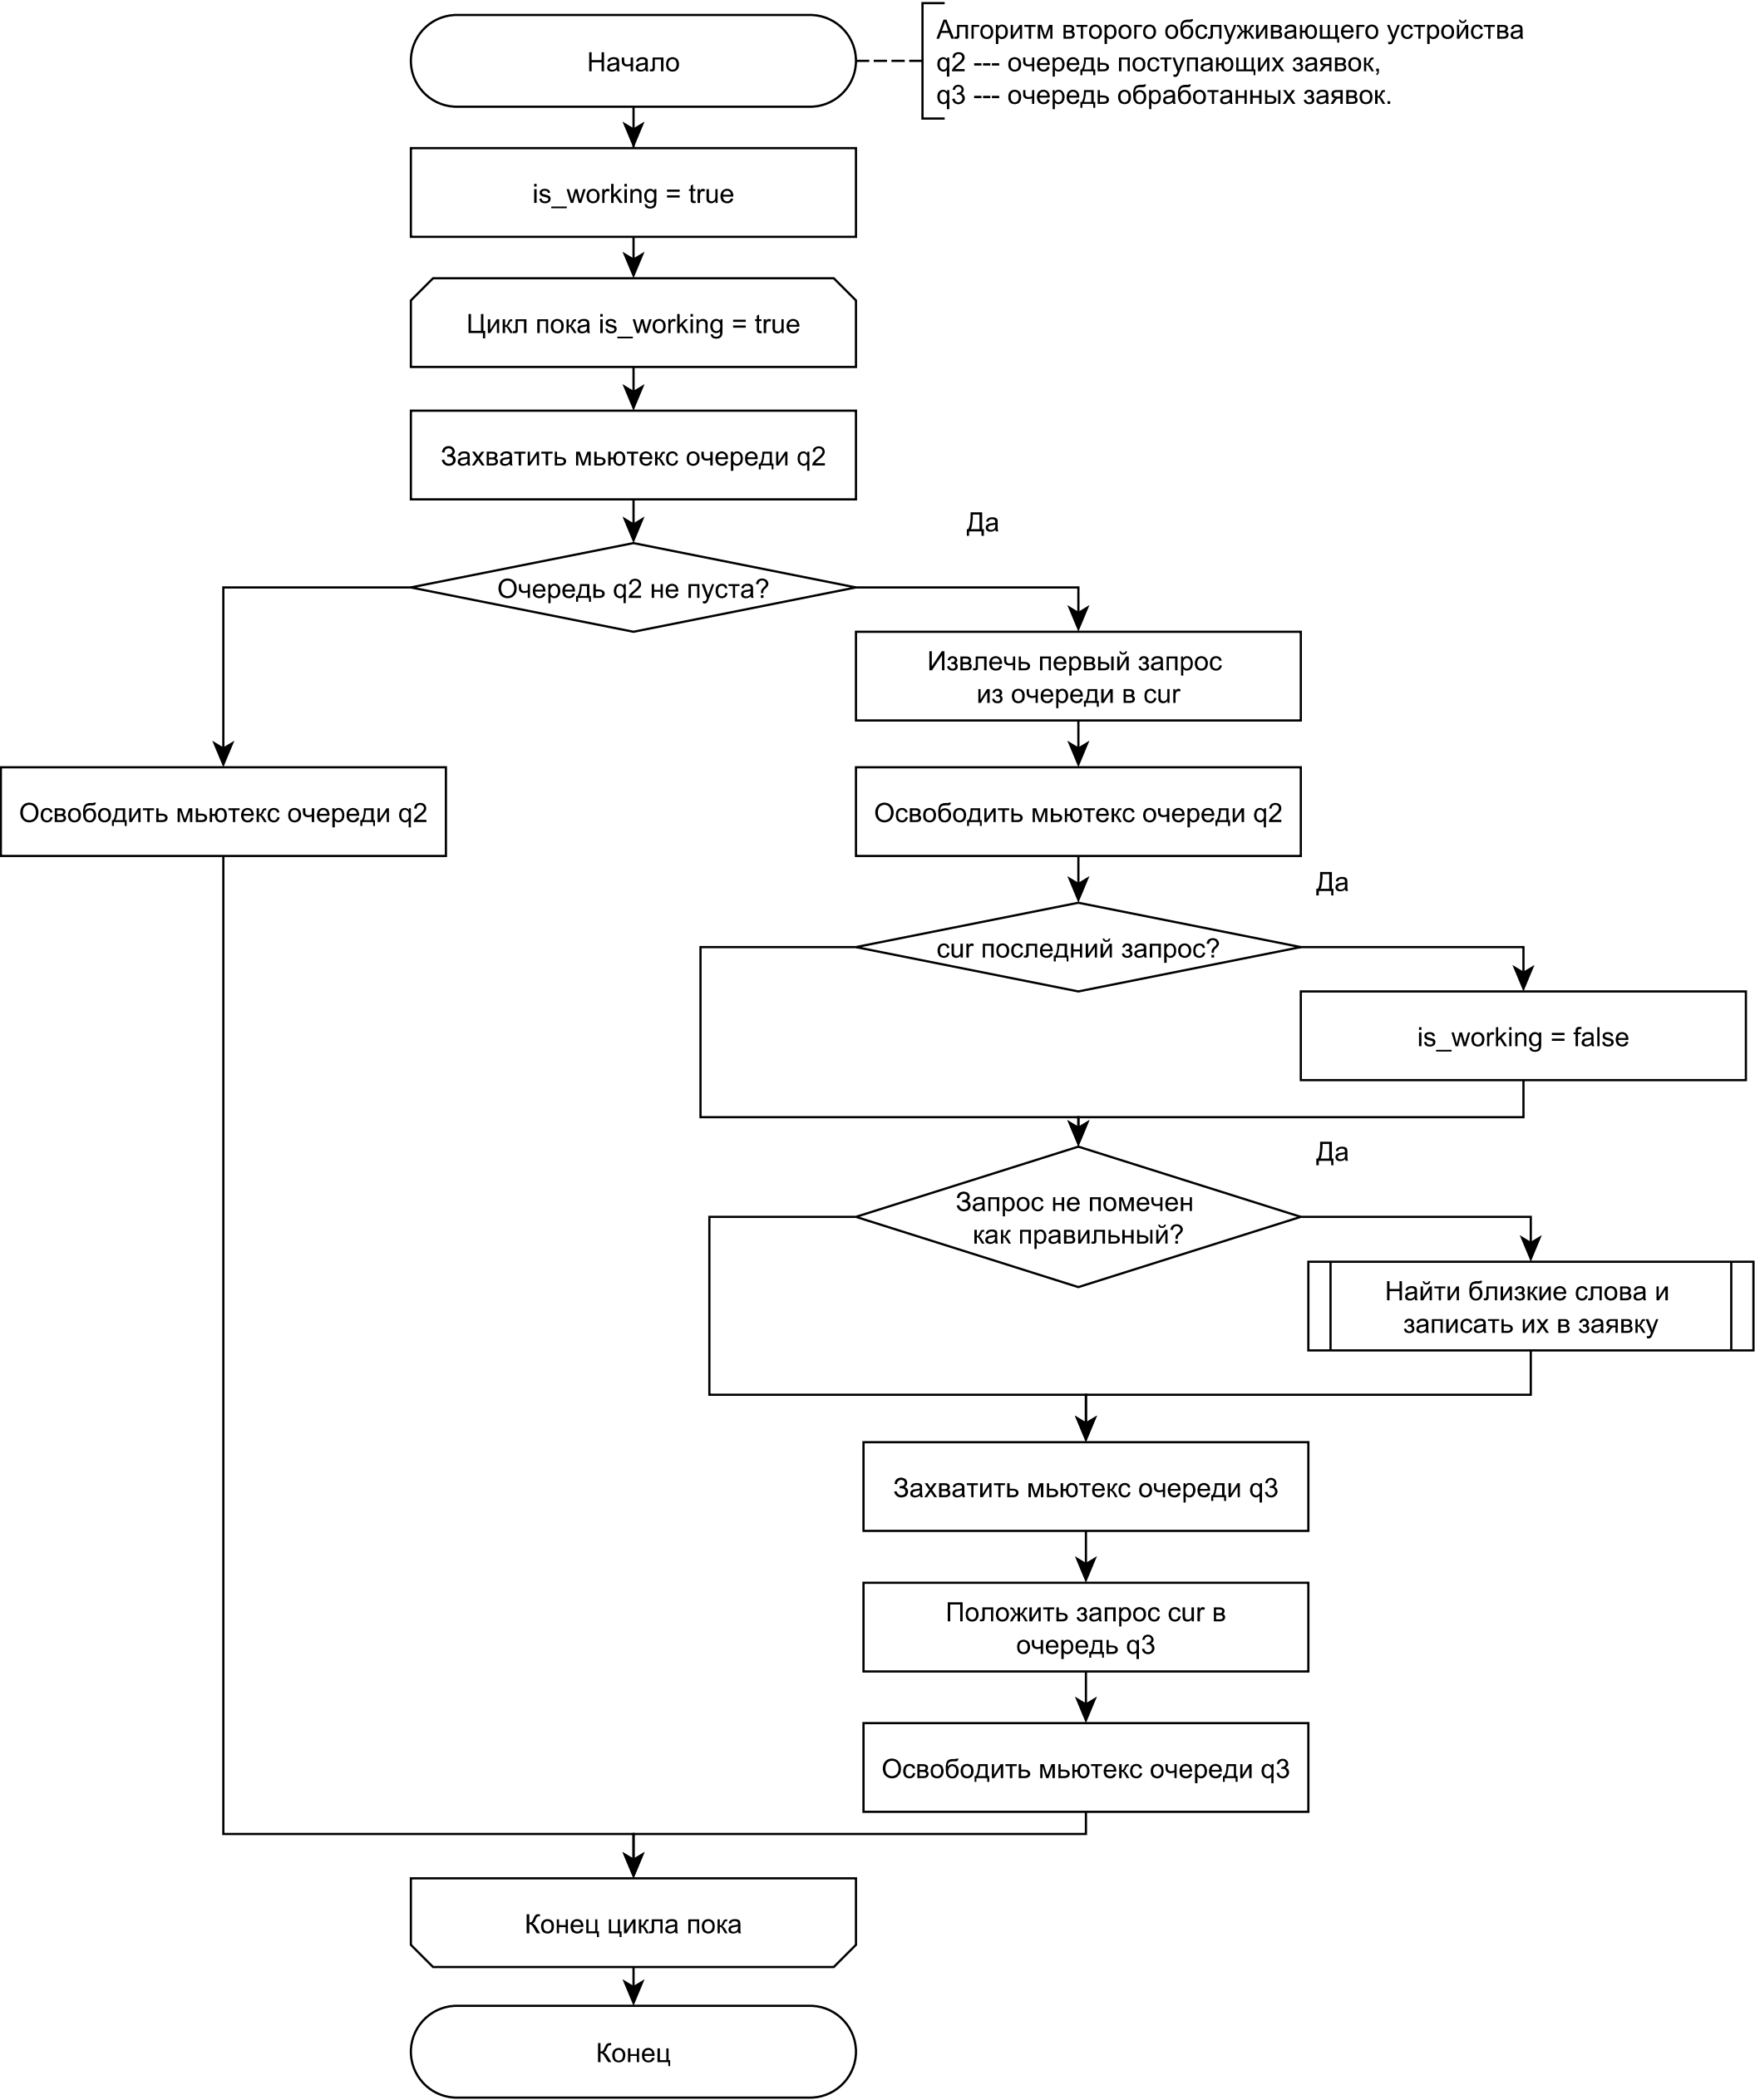 Начало
Алгоритм второго обслуживающего устройства
q2 --- очередь поступающих заявок,
q3 --- очередь обработанных заявок.
is_working = true
Цикл пока is_working = true
Захватить мьютекс очереди q2
Да
Очередь q2 не пуста?
Извлечь первый запрос
из очереди в cur
Освободить мьютекс очереди q2
Освободить мьютекс очереди q2
Да
cur последний запрос?
is_working = false
Да
Запрос не помечен
как правильный?
Найти близкие слова и
записать их в заявку
Захватить мьютекс очереди q3
Положить запрос cur в
очередь q3
Освободить мьютекс очереди q3
Конец цикла пока
Конец